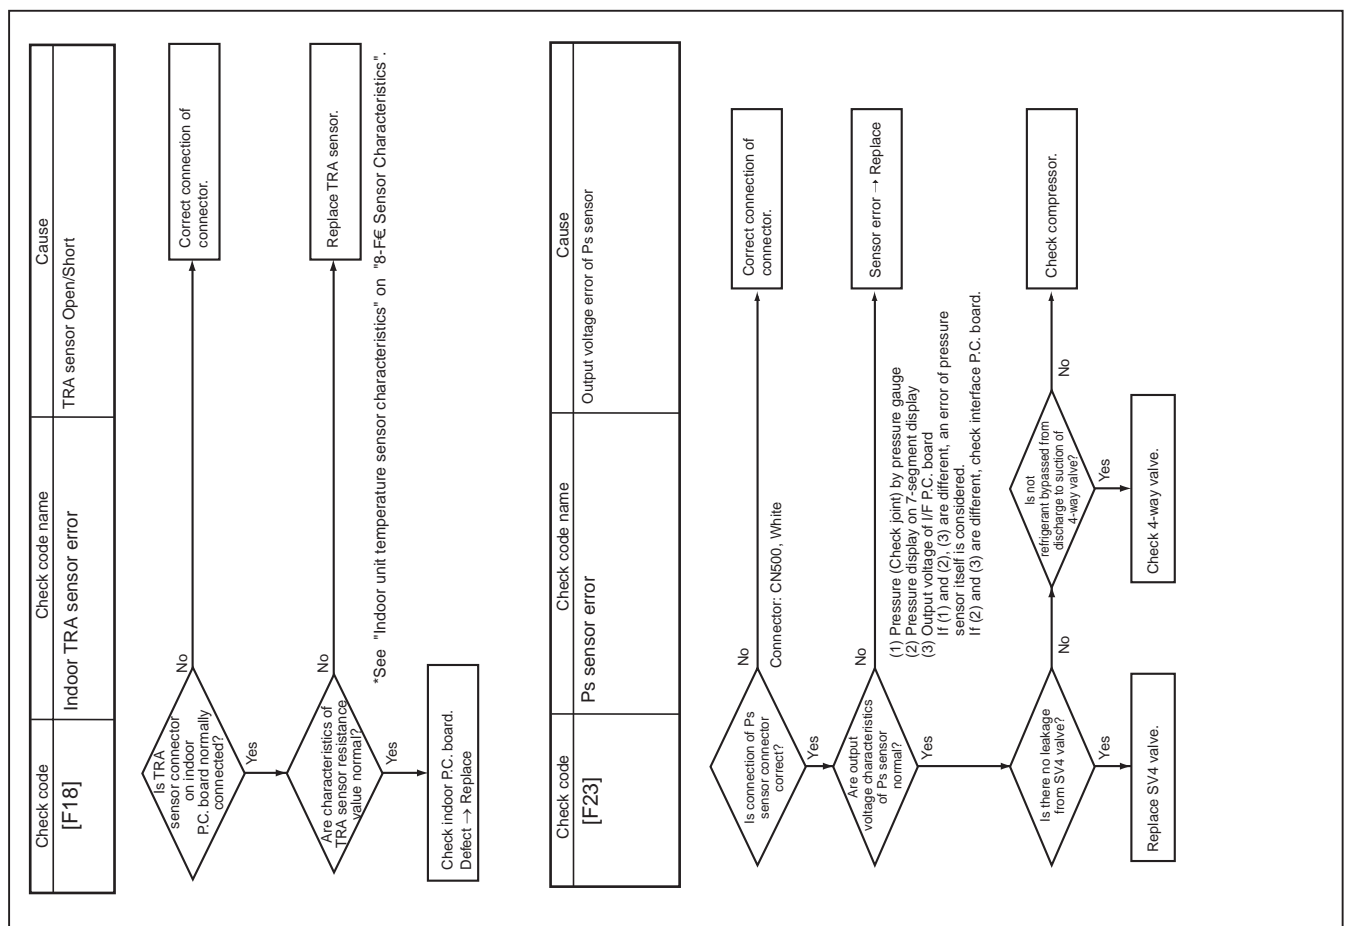 Check code
Check code name
Cause
[F18]
Indoor TRA sensor error
TRA sensor Open/Short
Is TRA
sensor connector
on indoor
P.C. board normally
connected?
No
Correct connection of
connector.
Yes
Are characteristics of
TRA sensor resistance
value normal?
No
Replace TRA sensor.
*See "Indoor unit temperature sensor characteristics" on "8-F€ Sensor Characteristics".
Yes
Check indoor P.C. board.
Defect → Replace
Check code
Check code name
Cause
[F23]
Ps sensor error
Output voltage error of Ps sensor
Is connection of Ps
sensor connector
correct?
No
Connector: CN500, White
Correct connection of
connector.
Yes
Are output
voltage characteristics
of Ps sensor
normal?
No
Sensor error → Replace
(1) Pressure (Check joint) by pressure gauge
(2) Pressure display on 7-segment display
(3) Output voltage of I/F P.C. board
If (1) and (2), (3) are different, an error of pressure
sensor itself is considered.
If (2) and (3) are different, check interface P.C. board.
Yes
Is there no leakage
from SV4 valve?
No
Is not
refrigerant bypassed from
discharge to suction of
4-way valve?
No
Check compressor.
Yes
Replace SV4 valve.
Yes
Check 4-way valve.